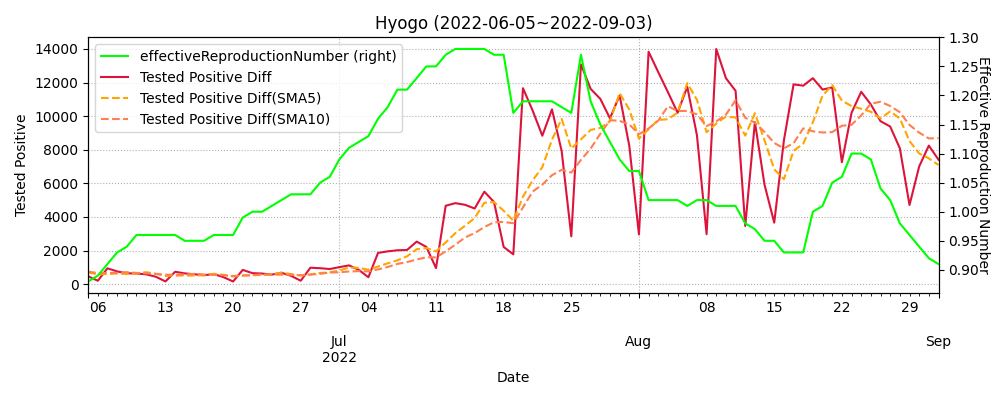 Hyogo (2022-06-05~2022-09-03)
effectiveReproductionNumber (right)
Tested Positive Diff
Tested Positive Diff(SMA5)
Tested Positive Diff(SMA10)
Tested Positive
14000
12000
10000
8000
6000
4000
2000
0
Effective Reproduction Number
1.30
1.25
1.20
1.15
1.10
1.05
1.00
0.95
0.90
06 13 20 27 04 11 18 25 08 15 22 29
Jul Aug Sep
2022
Date